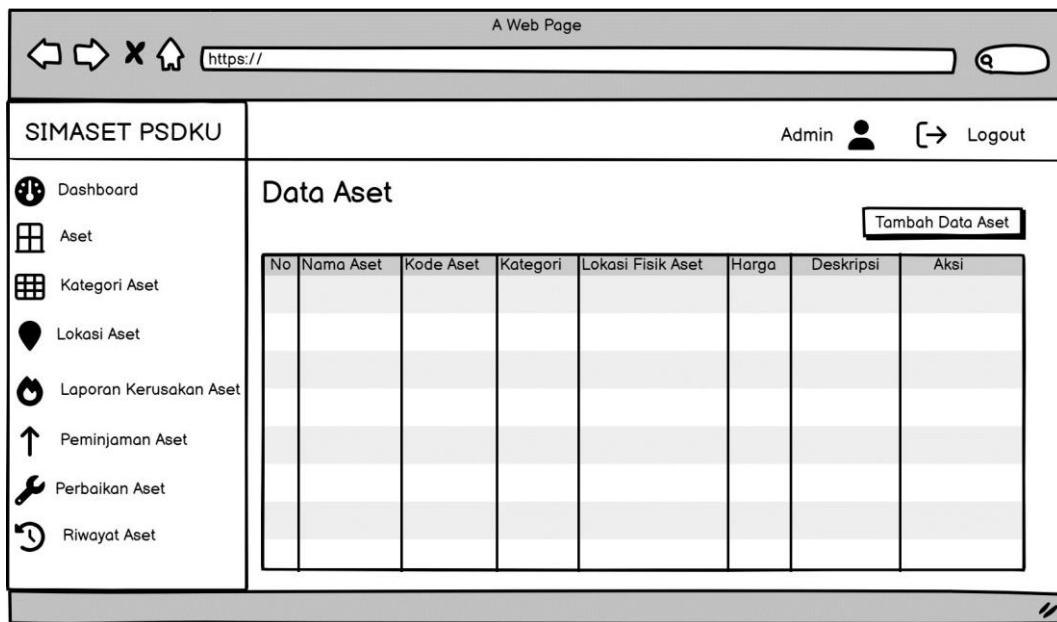 A Web Page
https://
SIMASET PSDKU
Admin
Logout
Dashboard
Aset
Kategori Aset
Lokasi Aset
Laporan Kerusakan Aset
Peminjaman Aset
Perbaikan Aset
Riwayat Aset
Data Aset
Tambah Data Aset
No Nama Aset Kode Aset Kategori Lokasi Fisik Aset Harga Deskripsi Aksi